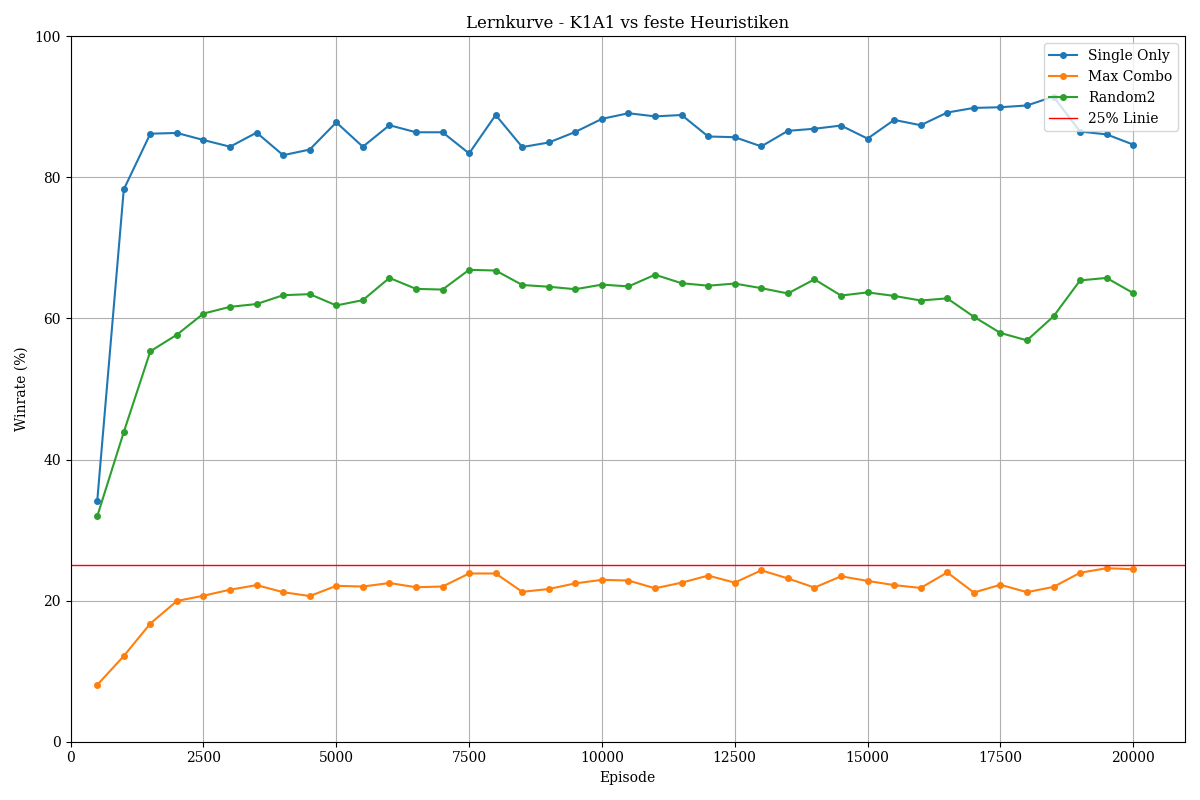 Lernkurve - K1A1 vs feste Heuristiken
Single Only
Max Combo
Random2
25% Linie
Winrate (%)
100
80
60
40
20
0
0 2500 5000 7500 10000 12500 15000 17500 20000
Episode